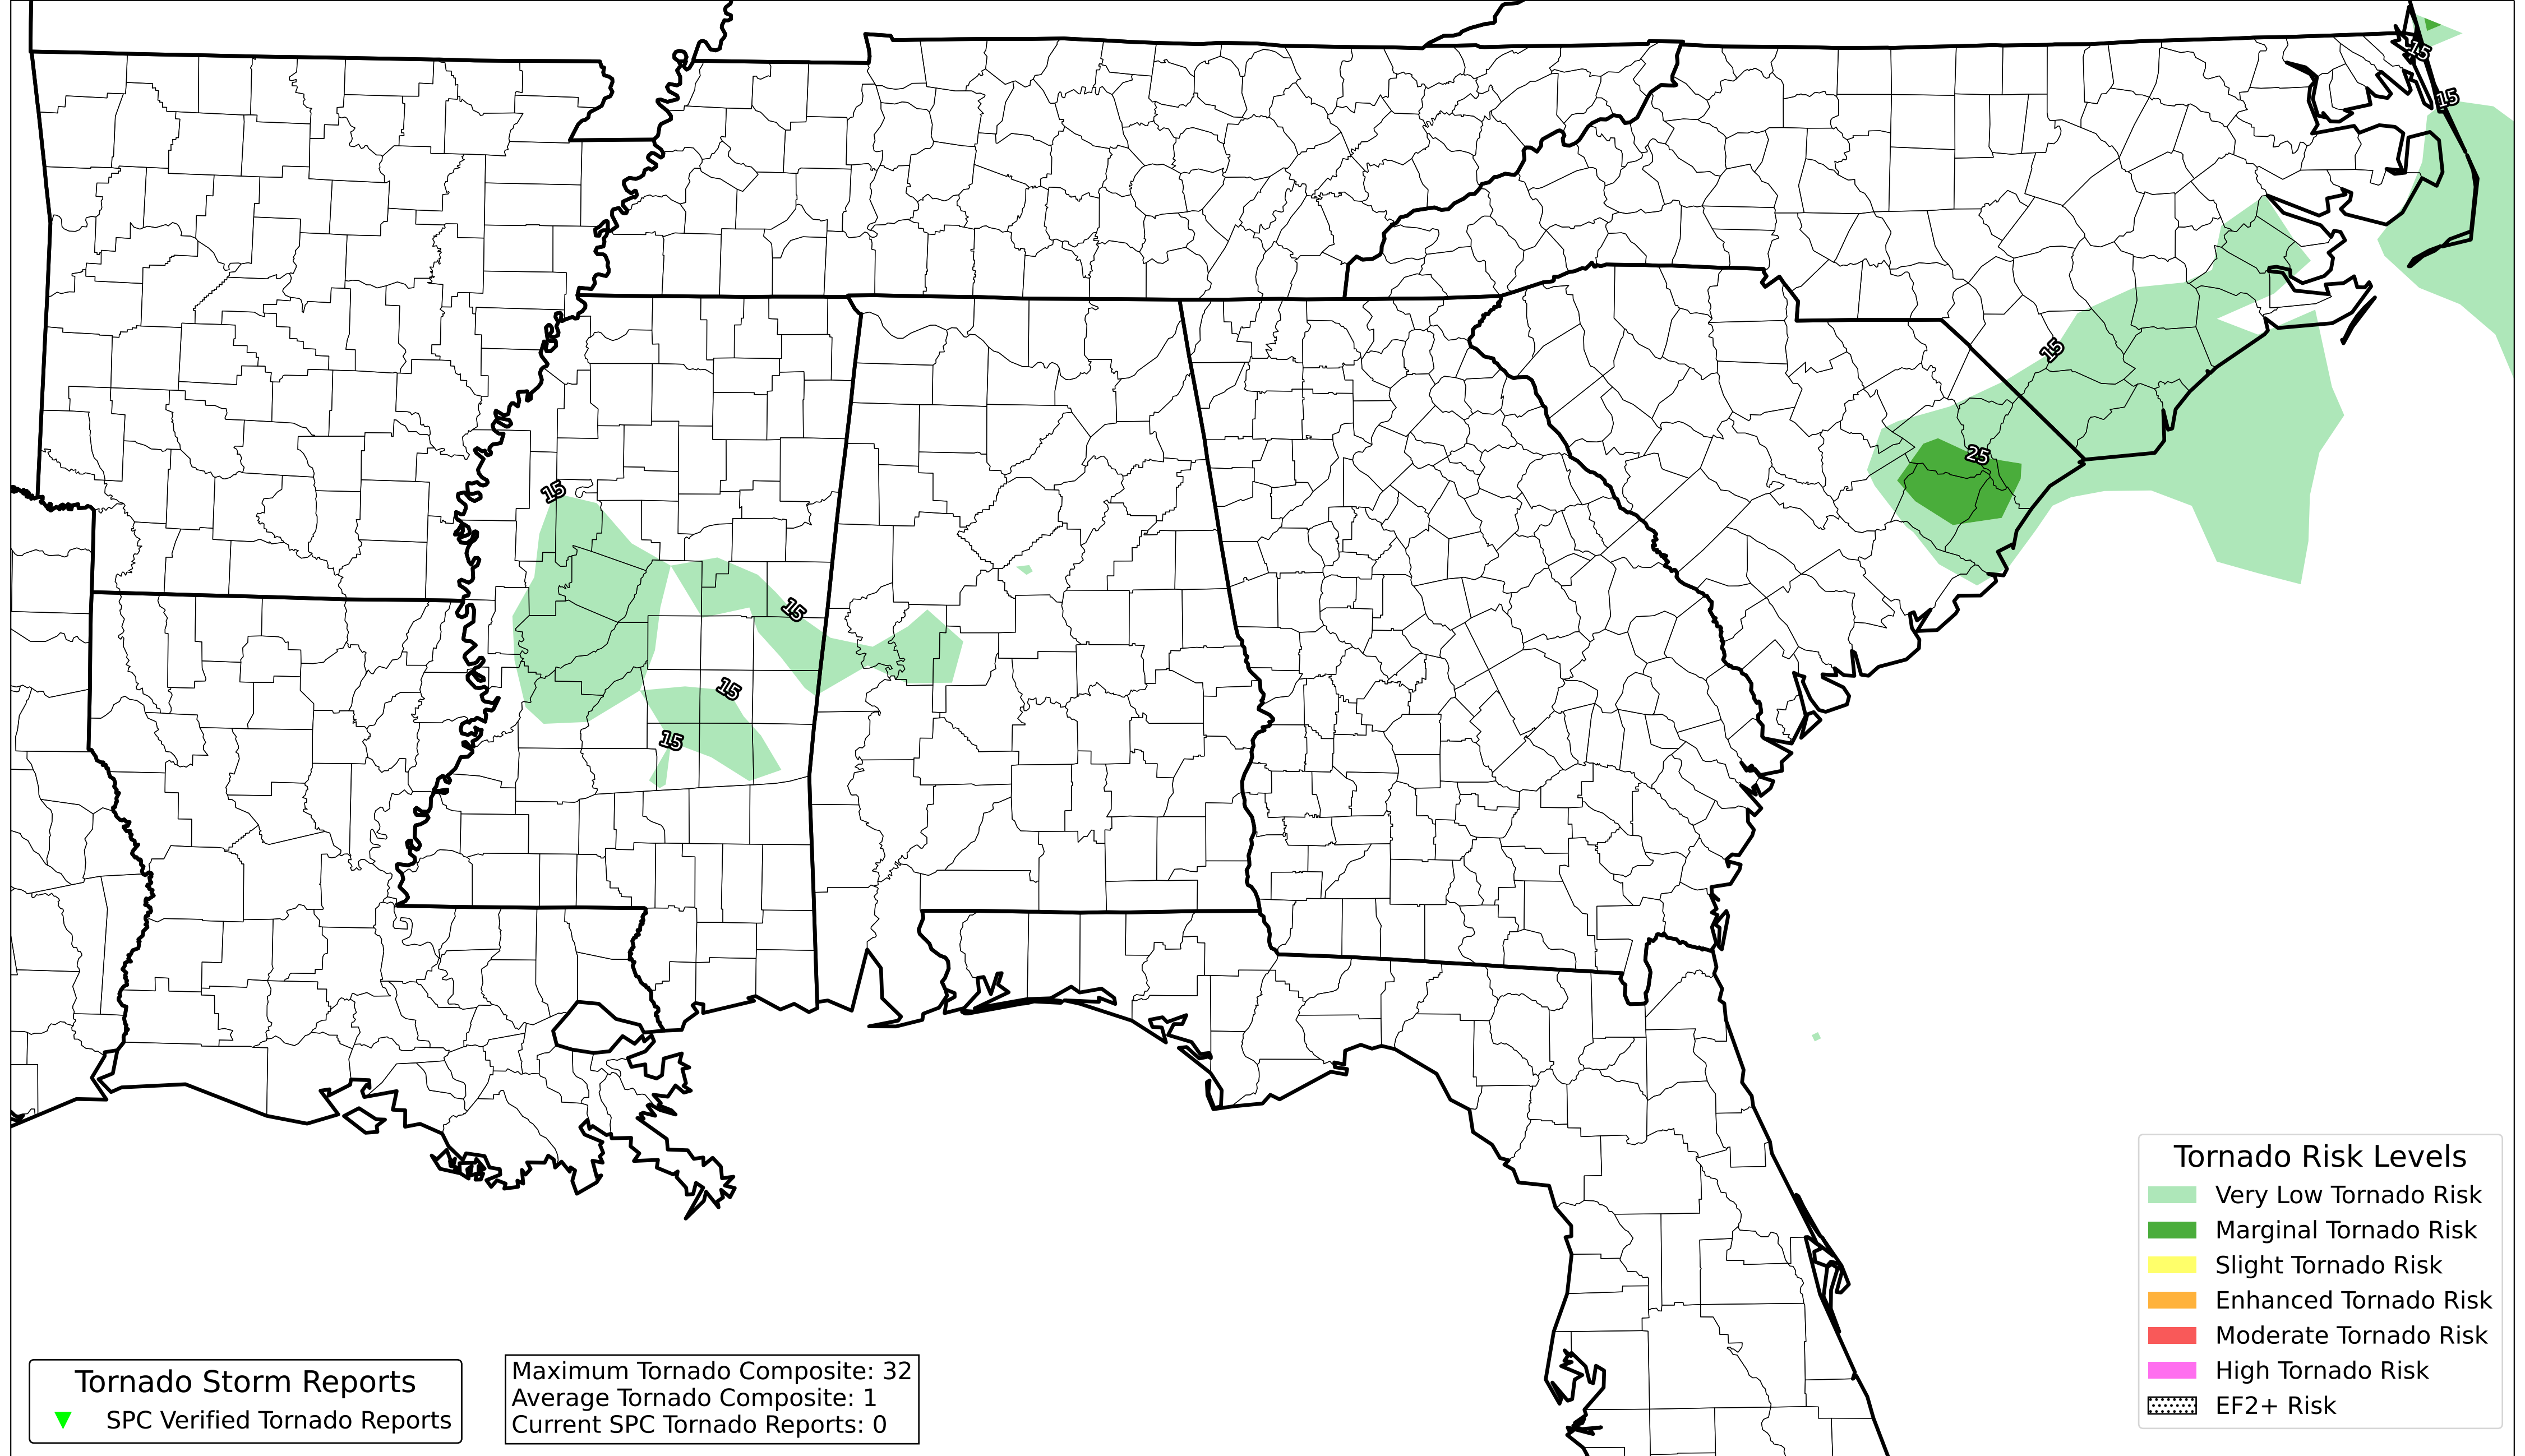 15
15
15
25
15
15
15
15
Tornado Risk Levels
Very Low Tornado Risk
Marginal Tornado Risk
Slight Tornado Risk
Enhanced Tornado Risk
Moderate Tornado Risk
High Tornado Risk
EF2+ Risk
Tornado Storm Reports
SPC Verified Tornado Reports
Maximum Tornado Composite: 32
Average Tornado Composite: 1
Current SPC Tornado Reports: 0